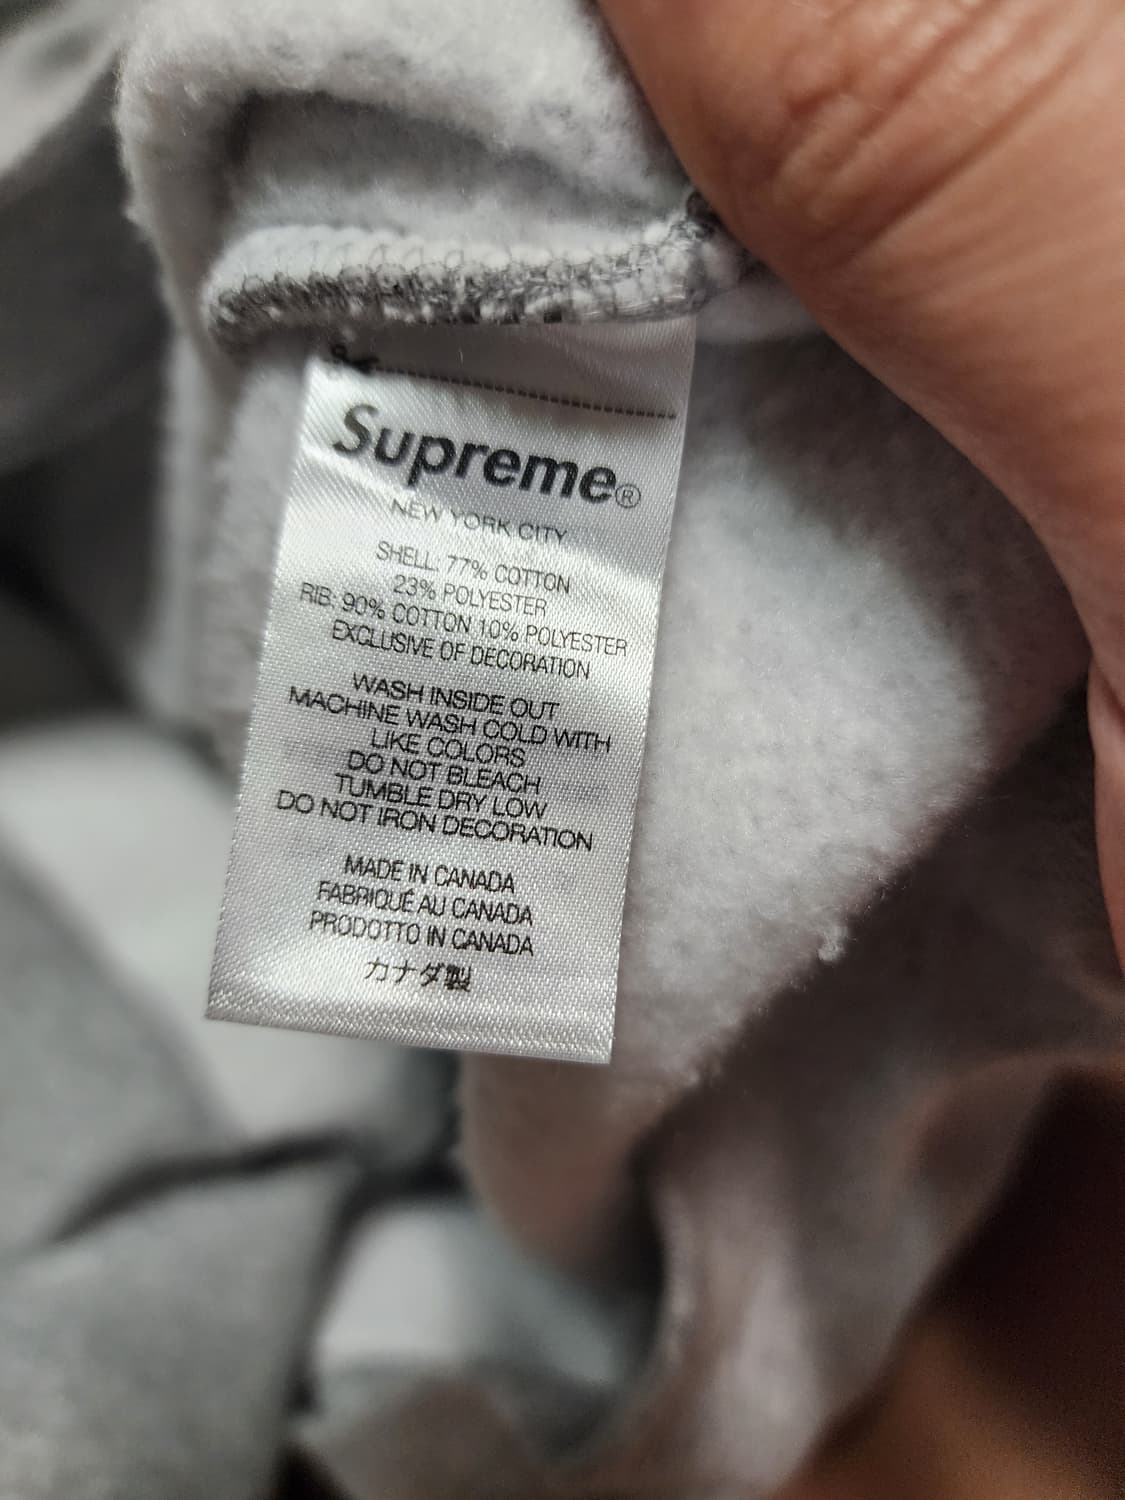 Supreme®
NEW YORK CITY
SHELL: 77% COTTON
23% POLYESTER
RIB: 90% COTTON 10% POLYESTER
EXCLUSIVE OF DECORATION
WASH INSIDE OUT
MACHINE WASH COLD WITH
LIKE COLORS
DO NOT BLEACH
TUMBLE DRY LOW
DO NOT IRON DECORATION
MADE IN CANADA
FABRIQUÉ AU CANADA
PRODOTTO IN CANADA
カナダ製